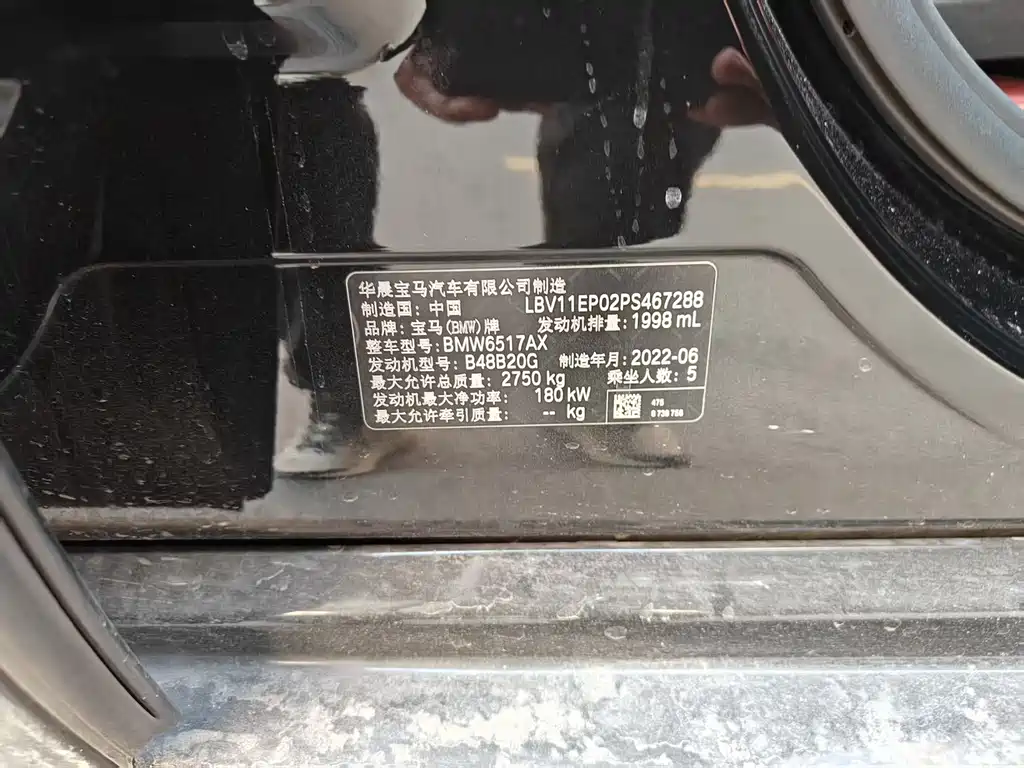 华晨宝马汽车有限公司制造
制造国: 中国 LBV11EP02PS467288
品牌: 宝马(BMW)牌 发动机排量: 1998 mL
整车型号: BMW6517AX
发动机型号: B48B20G 制造年月: 2022-06
最大允许总质量: 2750 kg 乘坐人数: 5
发动机最大净功率: 180 kW
最大允许牵引质量: -- kg
475